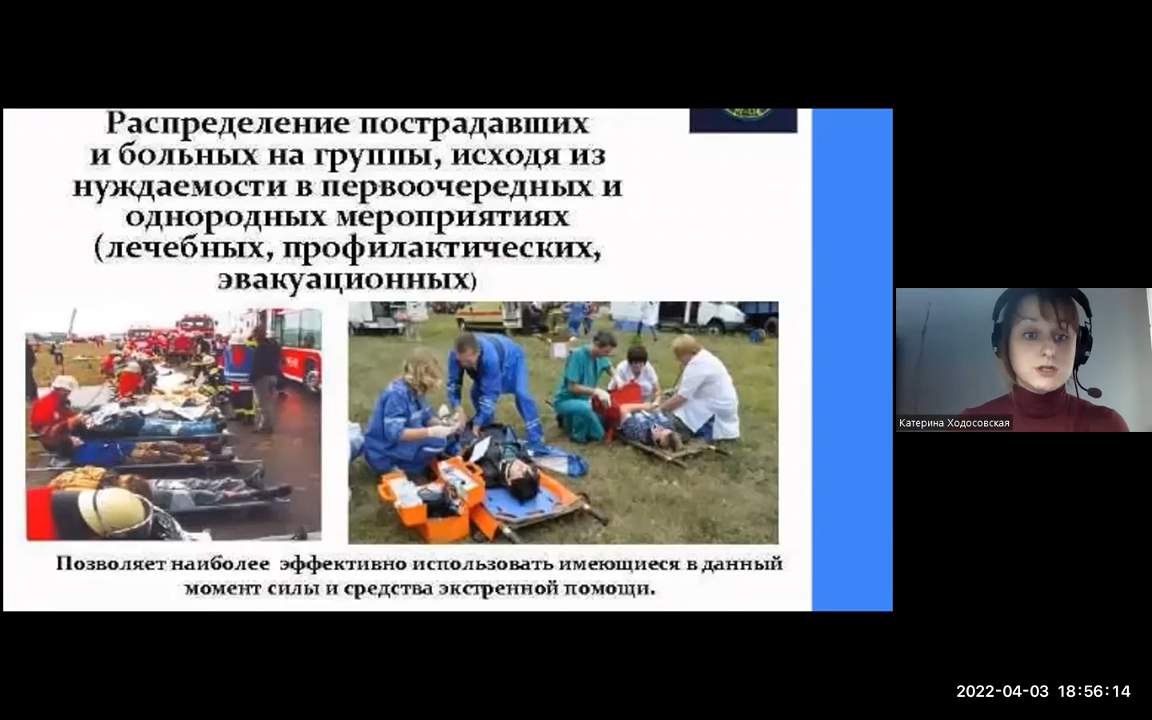 Распределение пострадавших
и больных на группы, исходя из
нуждаемости в первоочередных и
однородных мероприятиях
(лечебных, профилактических,
эвакуационных)
Позволяет наиболее эффективно использовать имеющиеся в данный
момент силы и средства экстренной помощи.
Катерина Ходосовская
2022-04-03 18:56:14